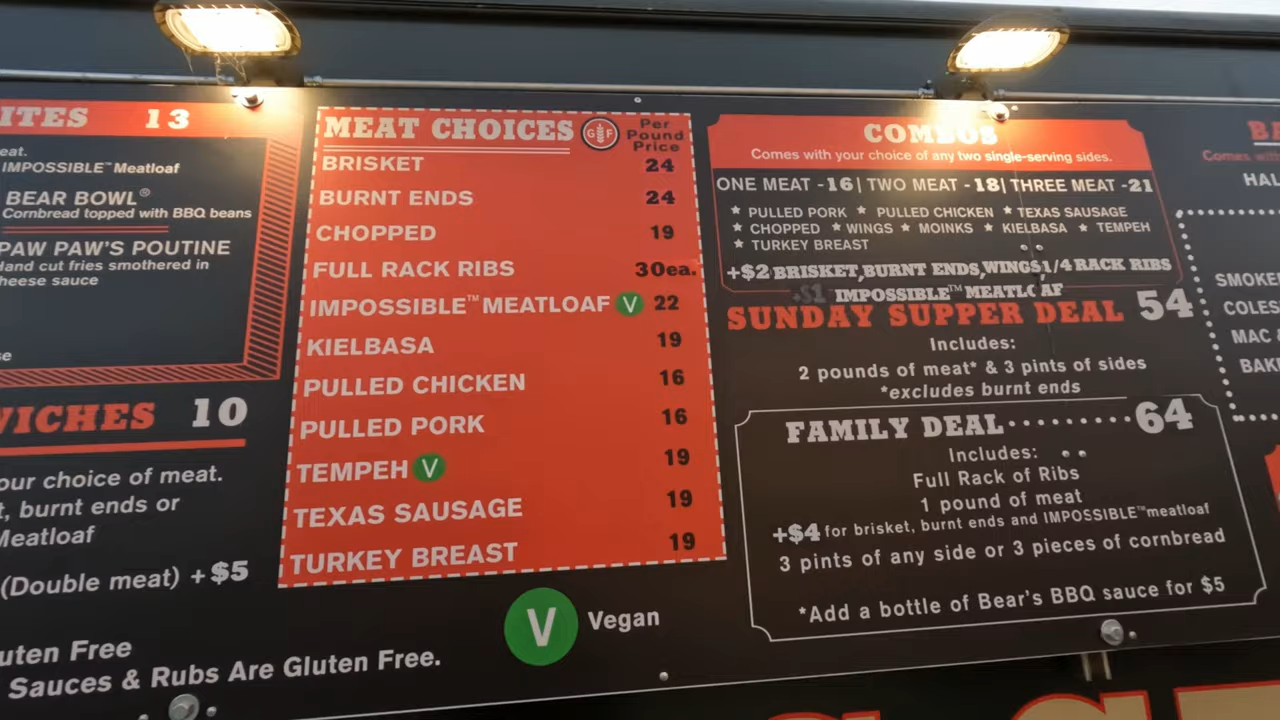 ITES 13
eat.
IMPOSSIBLE™ Meatloaf
BEAR BOWL®
Cornbread topped with BBQ beans
PAW PAW'S POUTINE
Hand cut fries smothered in
cheese sauce
WICHES 10
our choice of meat.
t, burnt ends or
Meatloaf
(Double meat) +$5
uten Free
Sauces & Rubs Are Gluten Free.
MEAT CHOICES GF Per
Pound
Price
BRISKET 24
BURNT ENDS 24
CHOPPED 19
FULL RACK RIBS 30ea.
IMPOSSIBLE™ MEATLOAF V 22
KIELBASA 19
PULLED CHICKEN 16
PULLED PORK 16
TEMPEH V 19
TEXAS SAUSAGE 19
TURKEY BREAST 19
V Vegan
COMBOS
Comes with your choice of any two single-serving sides.
ONE MEAT -16| TWO MEAT -18| THREE MEAT -21
★ PULLED PORK ★ PULLED CHICKEN ★ TEXAS SAUSAGE
★ CHOPPED ★ WINGS ★ MOINKS ★ KIELBASA ★ TEMPEH
★ TURKEY BREAST
+$2 BRISKET,BURNT ENDS,WINGS 1/4 RACK RIBS
+$1 IMPOSSIBLE™ MEATLOAF
SUNDAY SUPPER DEAL 54
Includes:
2 pounds of meat* & 3 pints of sides
*excludes burnt ends
FAMILY DEAL·········64
Includes:
Full Rack of Ribs
1 pound of meat
+$4 for brisket, burnt ends and IMPOSSIBLE™meatloaf
3 pints of any side or 3 pieces of cornbread
*Add a bottle of Bear's BBQ sauce for $5
BA
Comes wi
HAL
SMOKE
COLES
MAC &
BAK